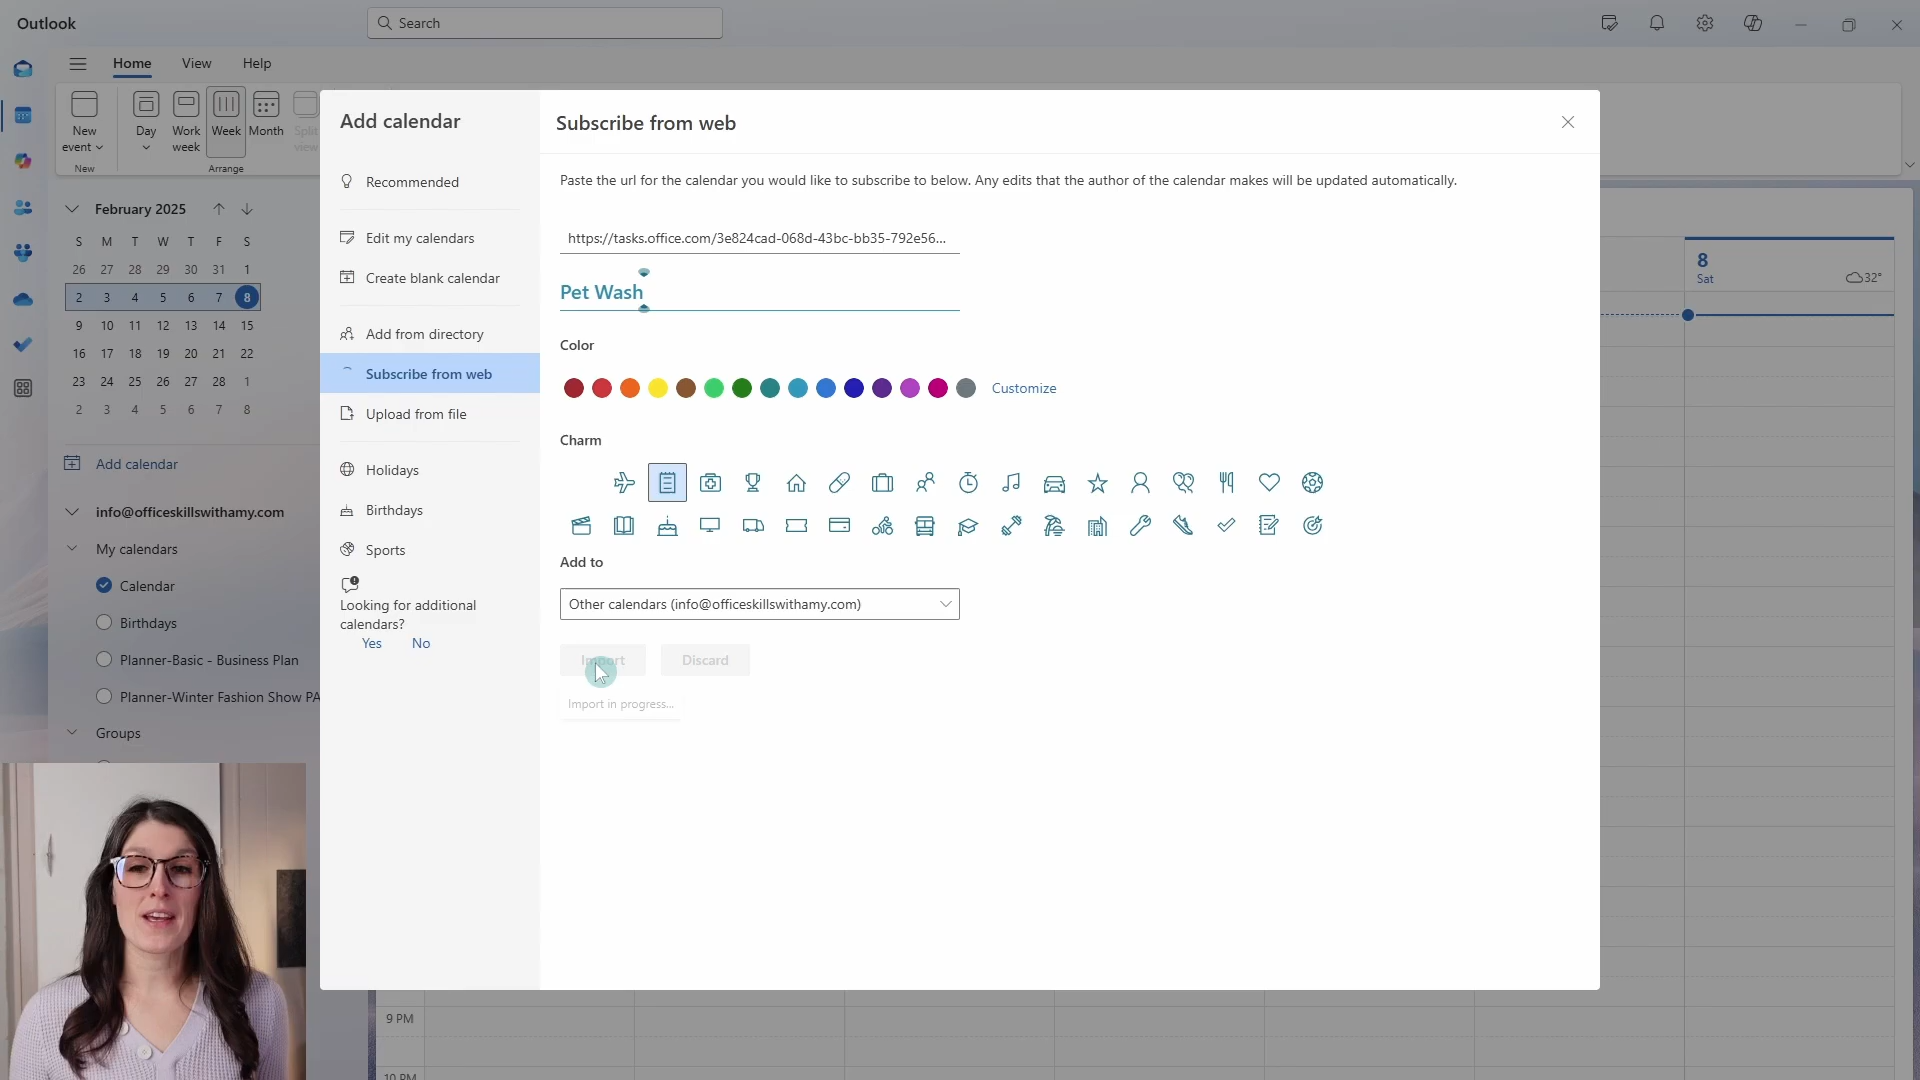 Outlook
Search
Home
View
Help
New event
Day
Work week
Week
Month
Split view
New
Arrange
February 2025
S M T W T F S
26 27 28 29 30 31 1
2 3 4 5 6 7 8
9 10 11 12 13 14 15
16 17 18 19 20 21 22
23 24 25 26 27 28 1
2 3 4 5 6 7 8
Add calendar
info@officeskillswithamy.com
My calendars
Calendar
Birthdays
Planner-Basic - Business Plan
Planner-Winter Fashion Show PA
Groups
Add calendar
Recommended
Edit my calendars
Create blank calendar
Add from directory
Subscribe from web
Upload from file
Holidays
Birthdays
Sports
Looking for additional
calendars?
Yes No
Subscribe from web
Paste the url for the calendar you would like to subscribe to below. Any edits that the author of the calendar makes will be updated automatically.
https://tasks.office.com/3e824cad-068d-43bc-bb35-792e56...
Pet Wash
Color
Customize
Charm
Add to
Other calendars (info@officeskillswithamy.com)
Import
Discard
Import in progress...
8
Sat
32°
9 PM
10 PM